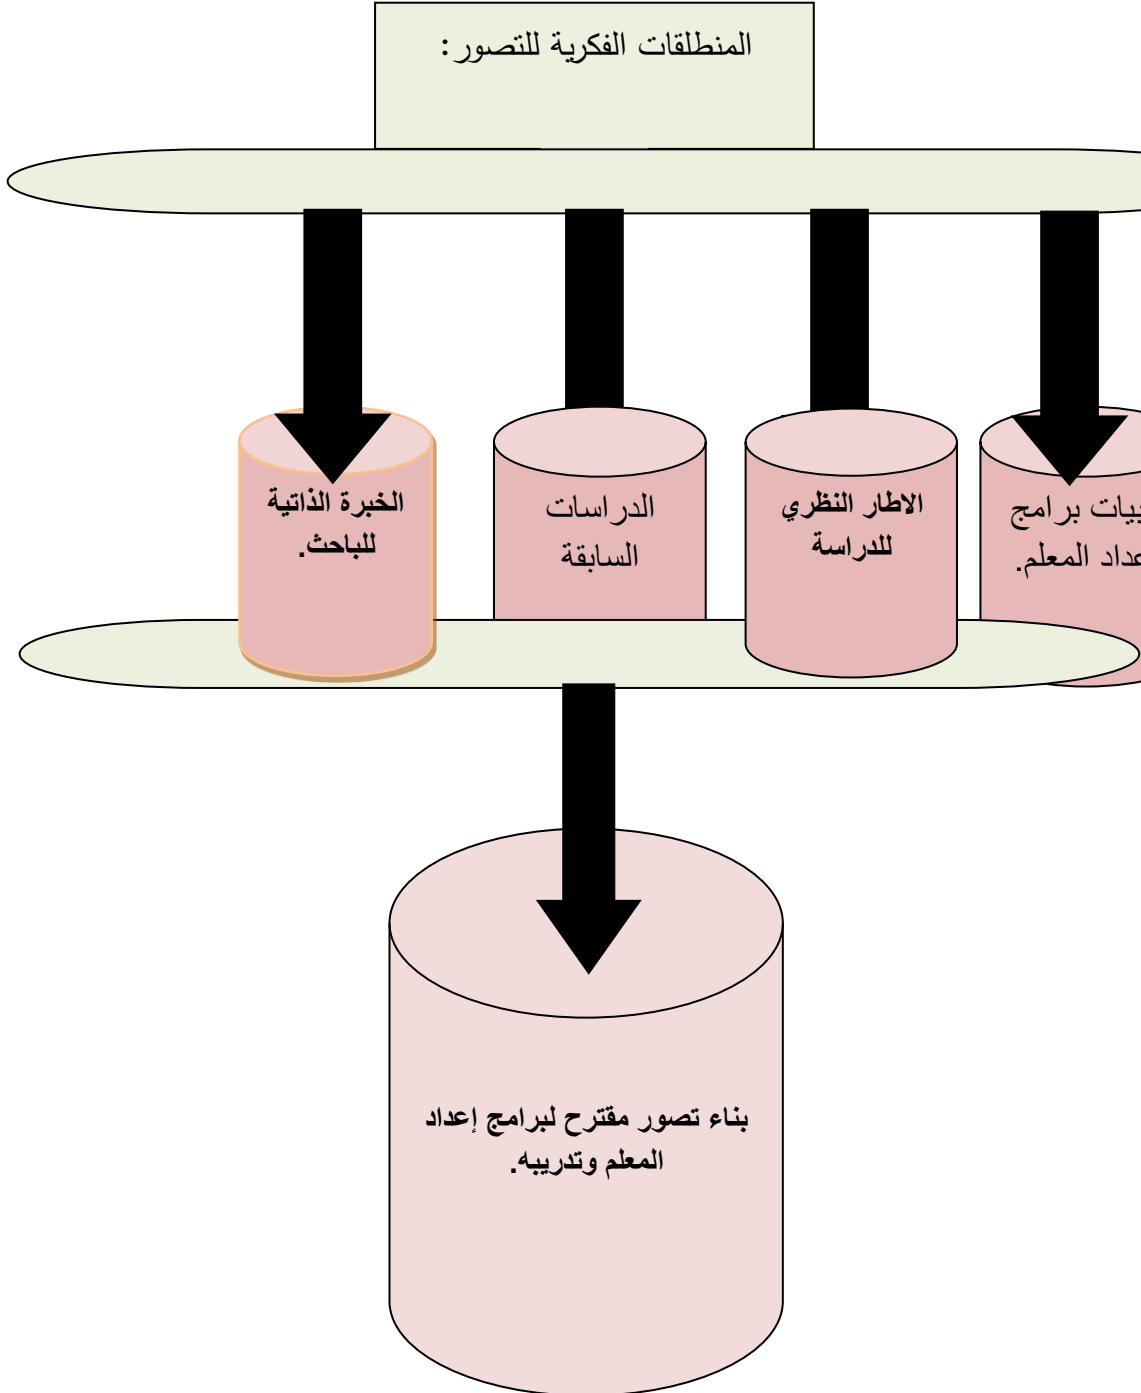 المنطلقات الفكرية للتصور:
برامج
المعلم.
الاطار النظري
للدراسة
الدراسات
السابقة
الخبرة الذاتية
للباحث.
بناء تصور مقترح لبرامج إعداد
المعلم وتدريبه.